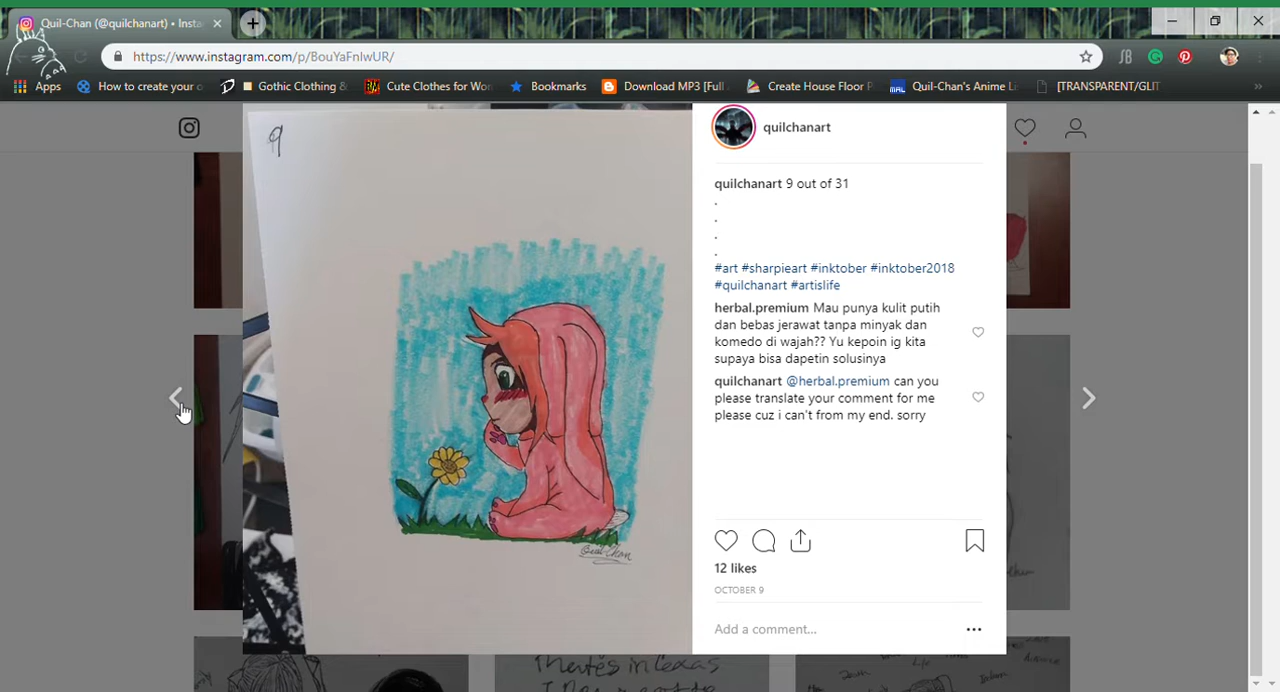 Quil-Chan (@quilchanart) • Insta
https://www.instagram.com/p/BouYaFnlwUR/
Apps
How to create your o
Gothic Clothing &
Cute Clothes for Wo
Bookmarks
Download MP3 [Full
Create House Floor P
Quil-Chan's Anime Li
[TRANSPARENT/GLIT
9
quilchanart
quilchanart 9 out of 31
.
.
.
.
#art #sharpieart #inktober #inktober2018
#quilchanart #artislife
herbal.premium Mau punya kulit putih
dan bebas jerawat tanpa minyak dan
komedo di wajah?? Yu kepoin ig kita
supaya bisa dapetin solusinya
quilchanart @herbal.premium can you
please translate your comment for me
please cuz i can't from my end. sorry
Quil-Chan
12 likes
OCTOBER 9
Add a comment...